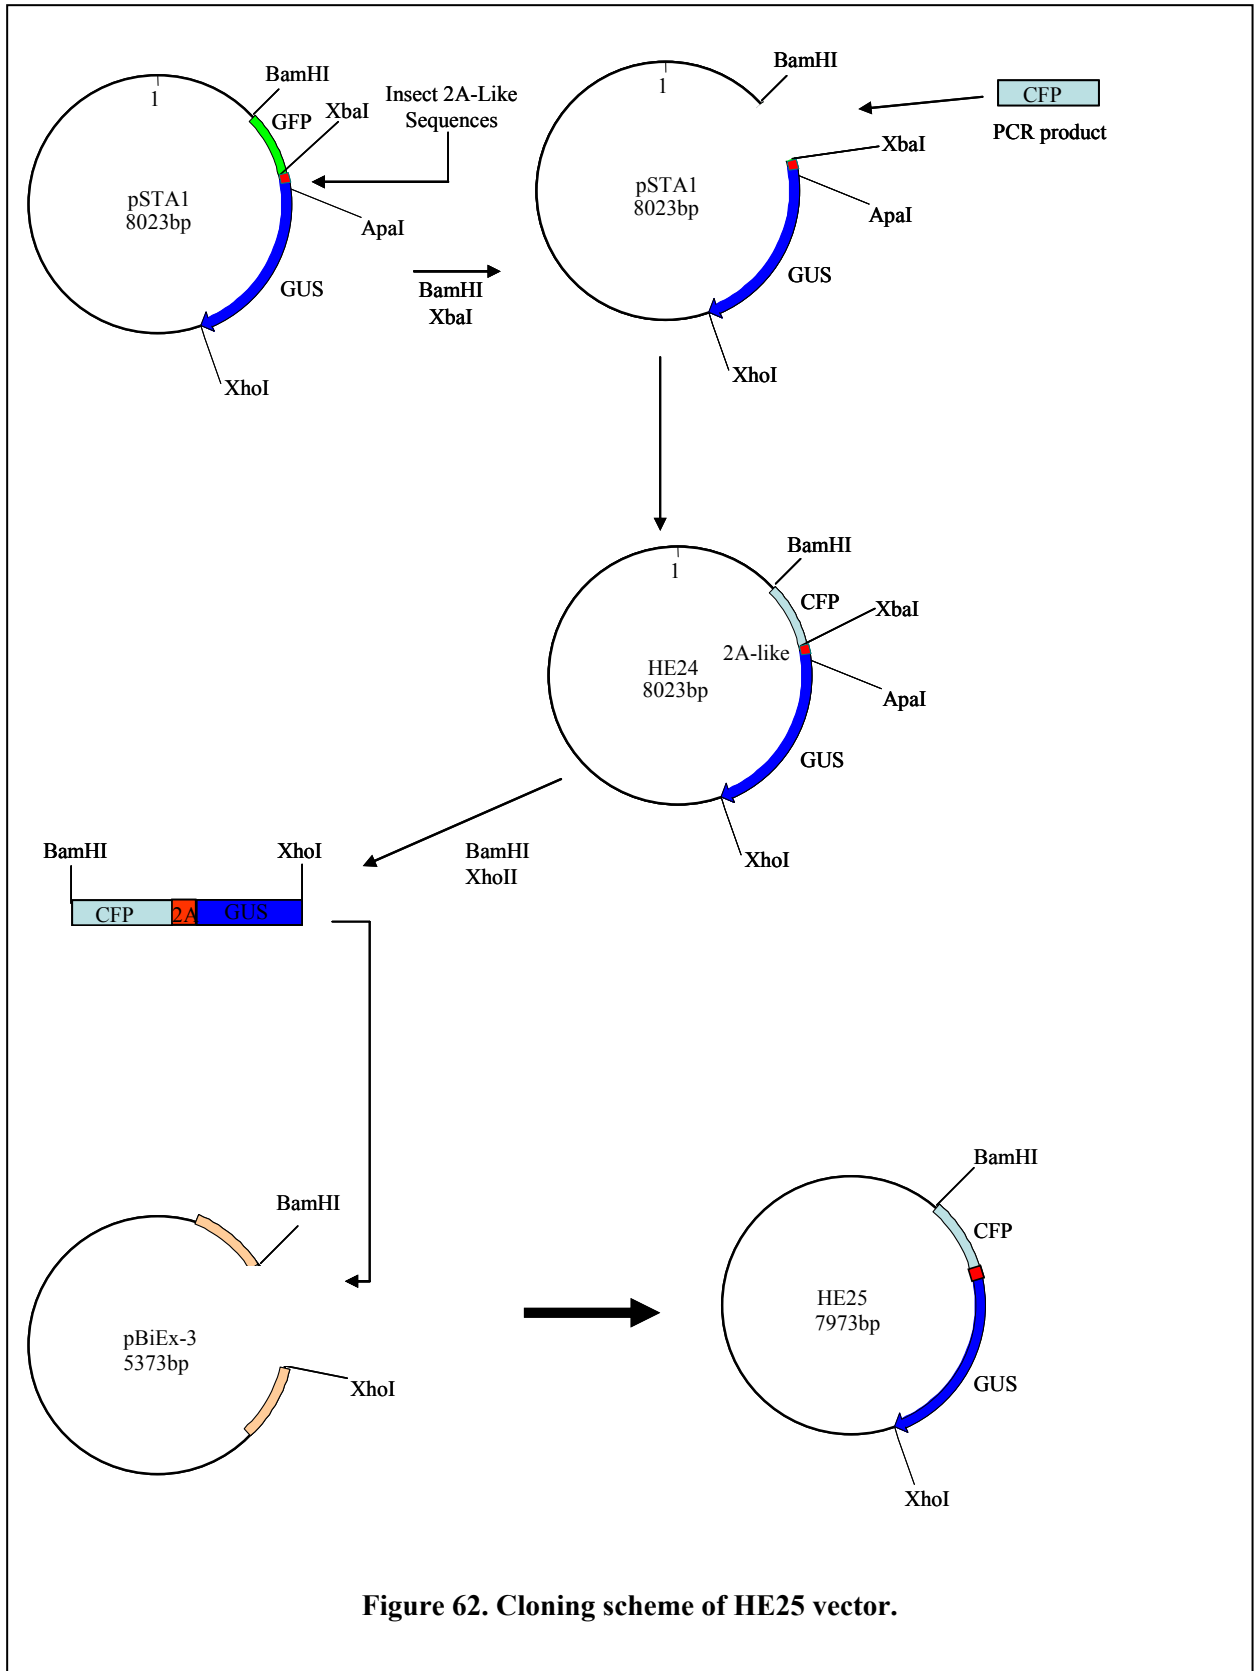 BamHI
1
GFP
XbaI
Insect 2A-Like
Sequences
pSTA1
8023bp
ApaI
GUS
XhoI
BamHI
XbaI
BamHI
1
CFP
PCR product
XbaI
pSTA1
8023bp
ApaI
GUS
XhoI
BamHI
1
CFP
XbaI
2A-like
HE24
8023bp
ApaI
GUS
XhoI
BamHI
XhoII
BamHI
XhoI
CFP
2A
GUS
BamHI
pBiEx-3
5373bp
XhoI
BamHI
CFP
HE25
7973bp
GUS
XhoI
Figure 62. Cloning scheme of HE25 vector.